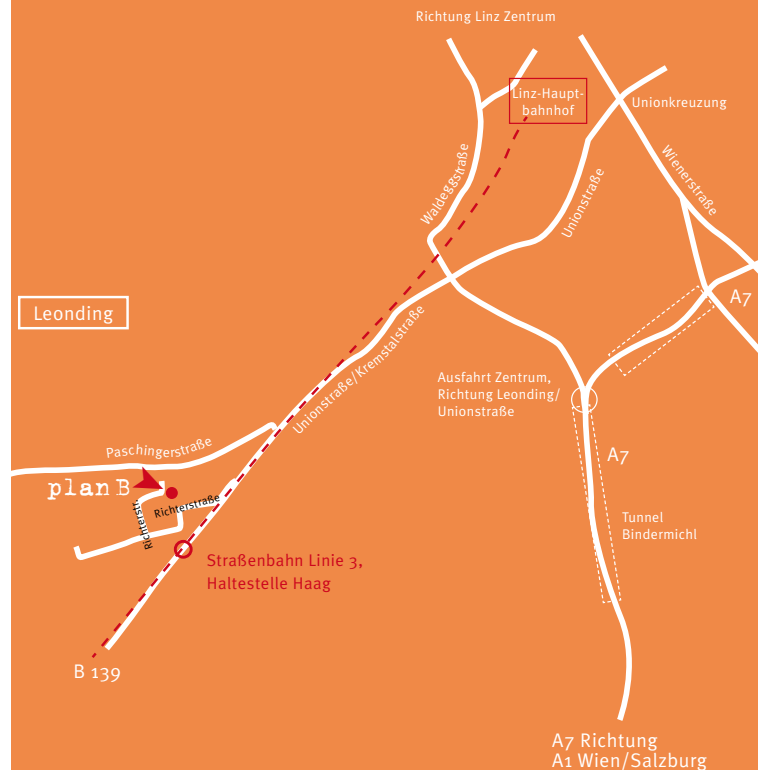 Richtung Linz Zentrum
Linz-Haupt-
bahnhof
Unionkreuzung
Waldeggstraße
Unionstraße
Wienerstraße
Leonding
A7
Unionstraße/Kremstalstraße
Ausfahrt Zentrum,
Richtung Leonding/
Unionstraße
Paschingerstraße
A7
plan B
Richterstr.
Richterstraße
Tunnel
Bindermichl
Straßenbahn Linie 3,
Haltestelle Haag
B 139
A7 Richtung
A1 Wien/Salzburg